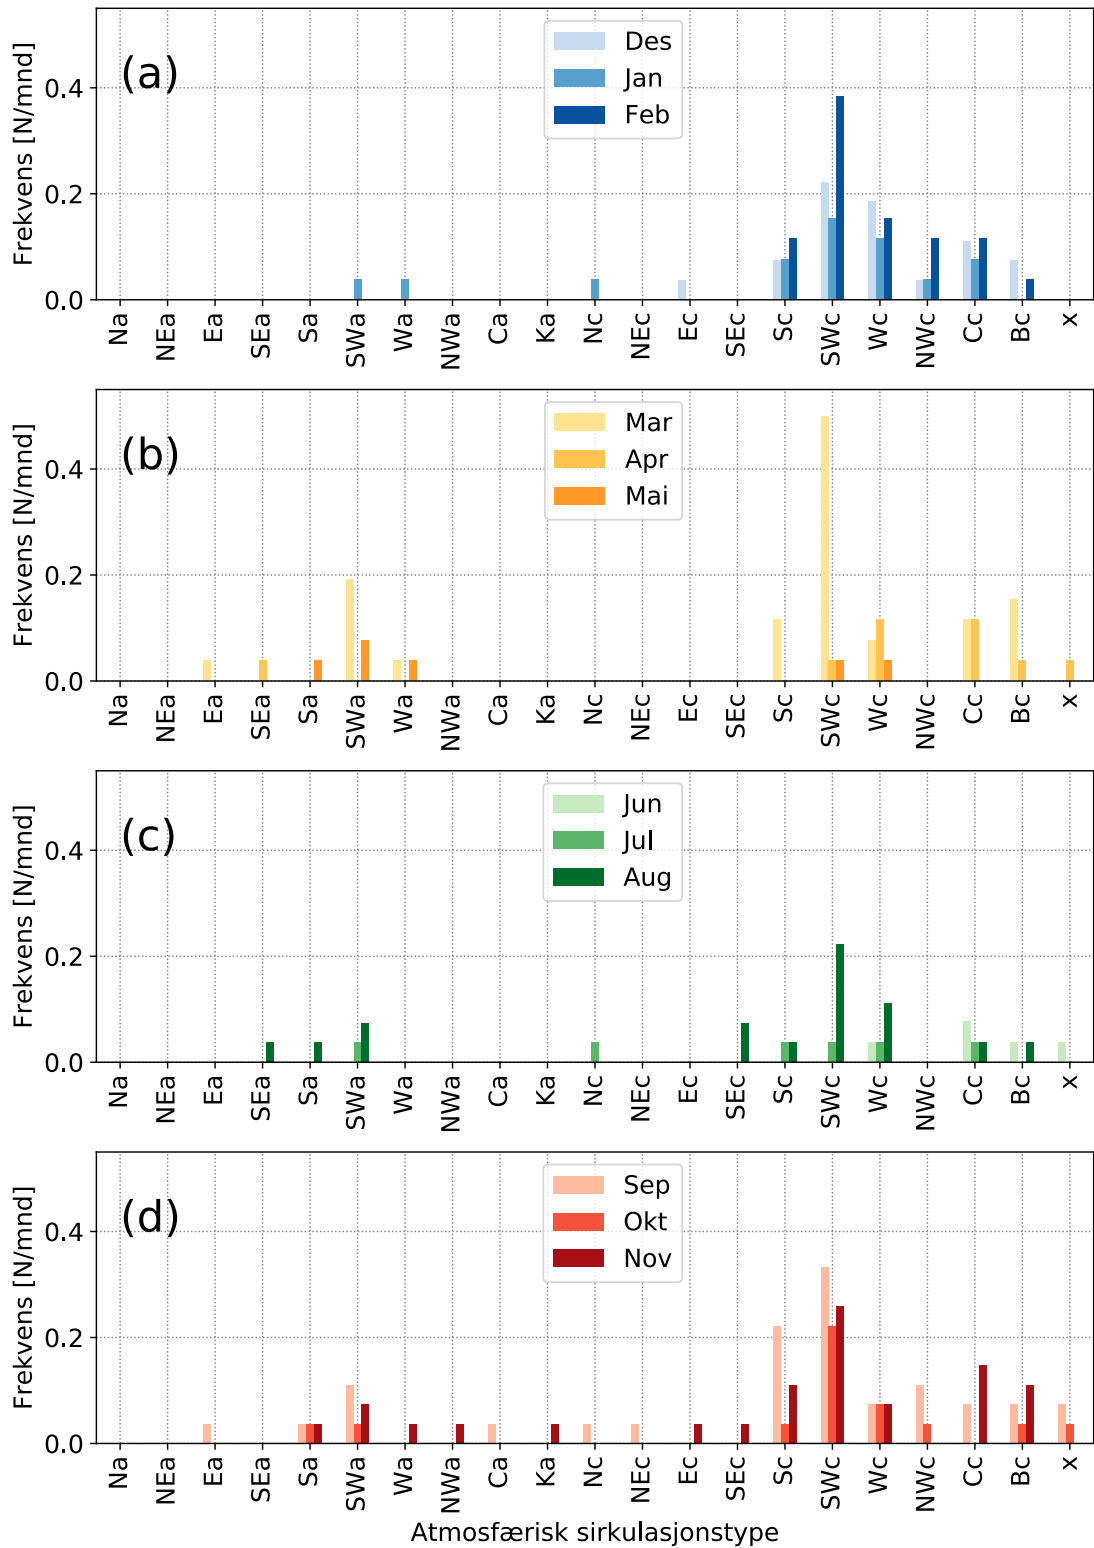 (a)
Des
Jan
Feb
Frekvens [N/mnd]
0.4
0.2
0.0
Na NEa Ea SEa Sa SWa Wa NWa Ca Ka Nc NEc Ec SEc Sc SWc Wc NWc Cc Bc x
(b)
Mar
Apr
Mai
Frekvens [N/mnd]
0.4
0.2
0.0
Na NEa Ea SEa Sa SWa Wa NWa Ca Ka Nc NEc Ec SEc Sc SWc Wc NWc Cc Bc x
(c)
Jun
Jul
Aug
Frekvens [N/mnd]
0.4
0.2
0.0
Na NEa Ea SEa Sa SWa Wa NWa Ca Ka Nc NEc Ec SEc Sc SWc Wc NWc Cc Bc x
(d)
Sep
Okt
Nov
Frekvens [N/mnd]
0.4
0.2
0.0
Na NEa Ea SEa Sa SWa Wa NWa Ca Ka Nc NEc Ec SEc Sc SWc Wc NWc Cc Bc x
Atmosfærisk sirkulasjonstype